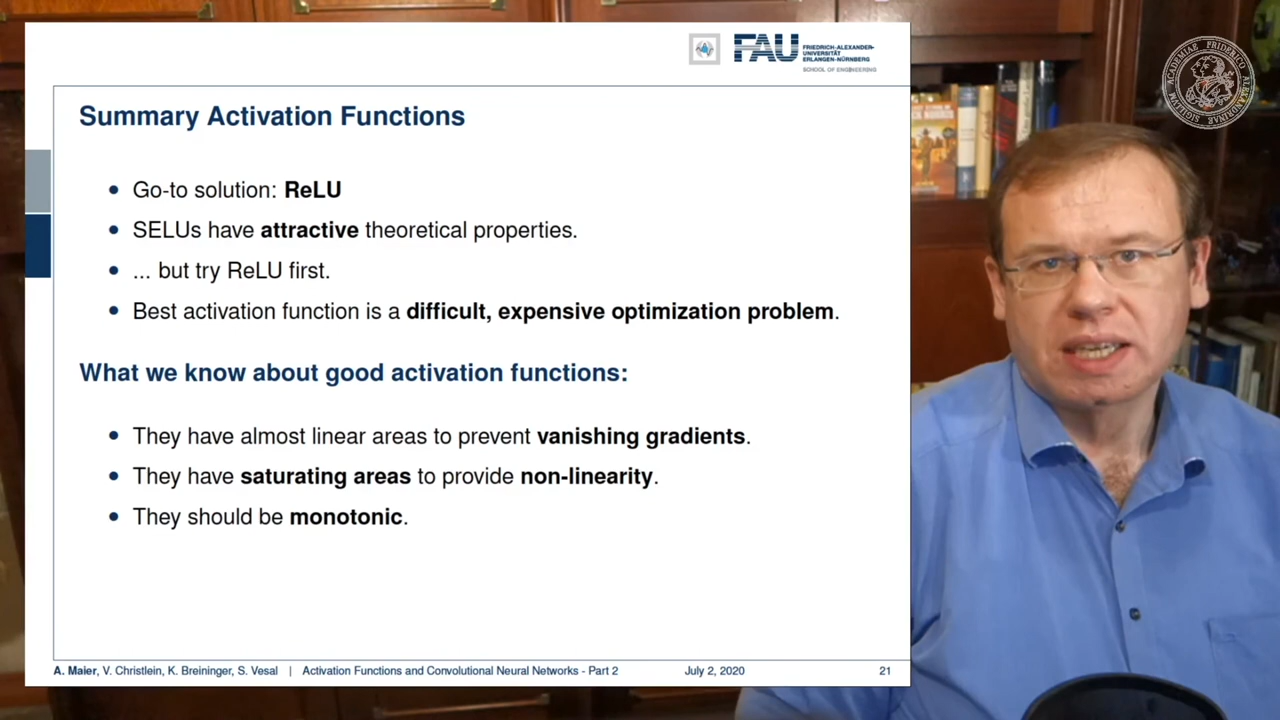 FAU
FRIEDRICH-ALEXANDER-
UNIVERSITÄT
ERLANGEN-NÜRNBERG
SCHOOL OF ENGINEERING
Summary Activation Functions
• Go-to solution: ReLU
• SELUs have attractive theoretical properties.
• ... but try ReLU first.
• Best activation function is a difficult, expensive optimization problem.
What we know about good activation functions:
• They have almost linear areas to prevent vanishing gradients.
• They have saturating areas to provide non-linearity.
• They should be monotonic.
A. Maier, V. Christlein, K. Breininger, S. Vesal | Activation Functions and Convolutional Neural Networks - Part 2 July 2, 2020 21